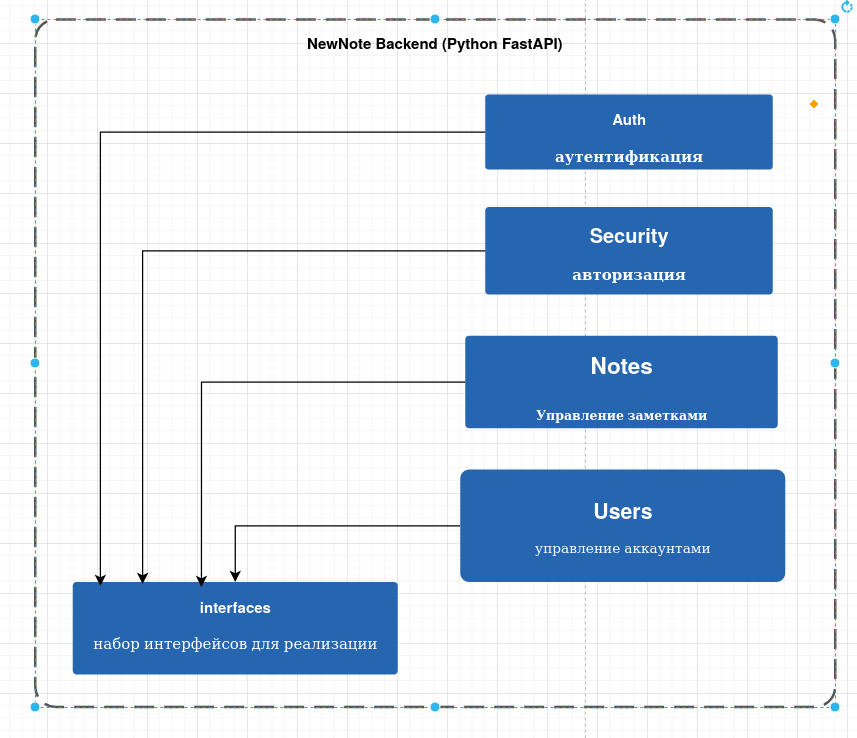 NewNote Backend (Python FastAPI)
Auth
аутентификация
Security
авторизация
Notes
Управление заметками
Users
управление аккаунтами
interfaces
набор интерфейсов для реализации